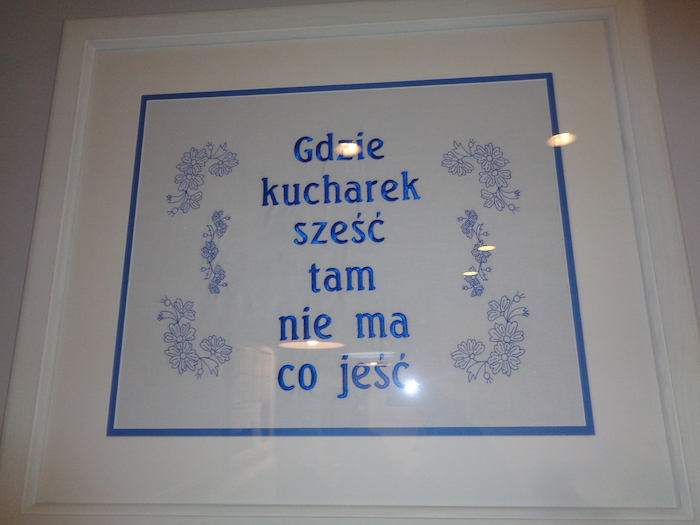 Gdzie
kucharek
sześć
tam
nie ma
co jeść